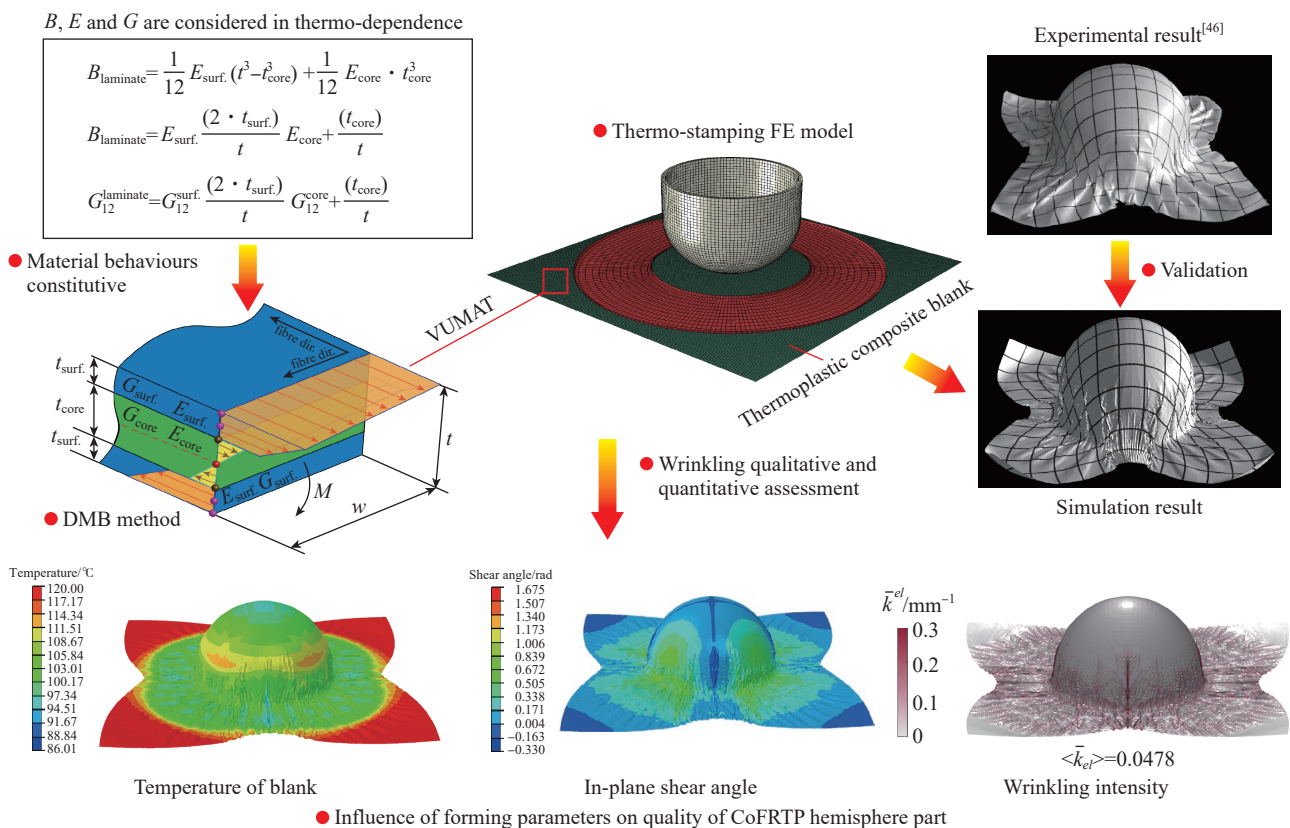 B, E and G are considered in thermo-dependence
B_laminate = 1/12 E_surf. (t³–t³_core) + 1/12 E_core · t³_core
B_laminate = E_surf. (2 · t_surf.)/t E_core + (t_core)/t
G₁₂^laminate = G₁₂^surf. (2 · t_surf.)/t G₁₂^core + (t_core)/t
Material behaviours
constitutive
Thermo-stamping FE model
Experimental result[46]
Validation
VUMAT
Thermoplastic composite blank
fibre dir.
fibre dir.
t_surf.
t_core
t_surf.
G_surf.
E_surf.
G_core
E_core
E_surf.
G_surf.
M
w
t
DMB method
Wrinkling qualitative and
quantitative assessment
Simulation result
Temperature/℃
120.00
117.17
114.34
111.51
108.67
105.84
103.01
100.17
97.34
94.51
91.67
88.84
86.01
Temperature of blank
Shear angle/rad
1.675
1.507
1.340
1.173
1.006
0.839
0.672
0.505
0.338
0.171
0.004
−0.163
−0.330
In-plane shear angle
k̄^el/mm⁻¹
0.3
0.2
0.1
0
<k̄_el>=0.0478
Wrinkling intensity
Influence of forming parameters on quality of CoFRTP hemisphere part